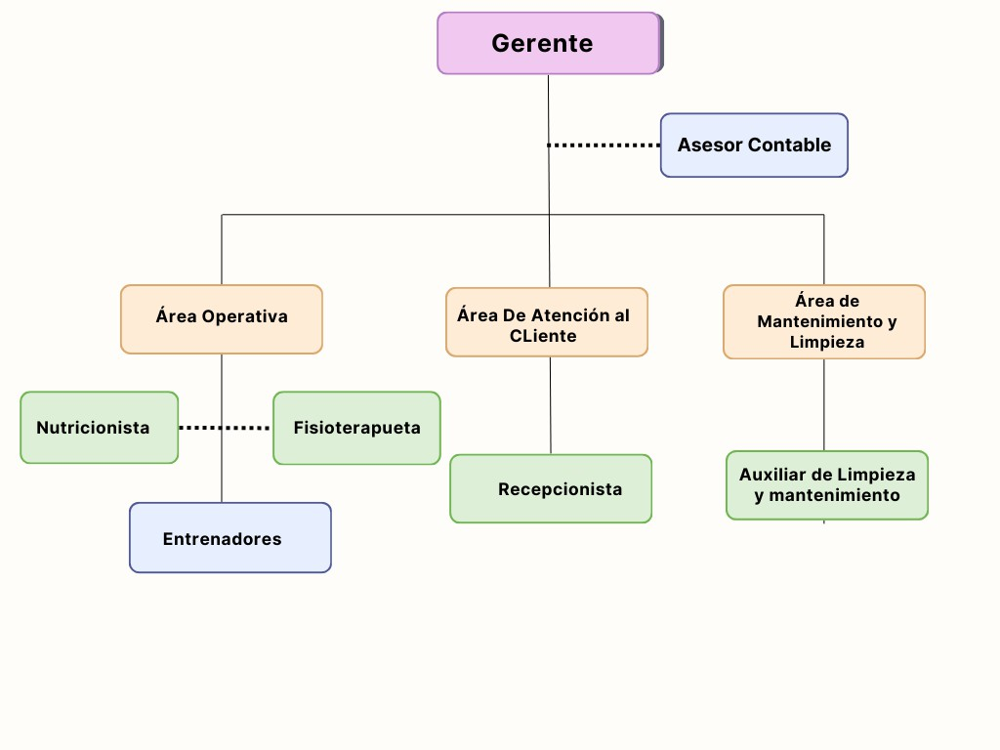 Gerente
Asesor Contable
Área Operativa
Área De Atención al
CLiente
Área de
Mantenimiento y
Limpieza
Nutricionista
Fisioterapueta
Recepcionista
Auxiliar de Limpieza
y mantenimiento
Entrenadores